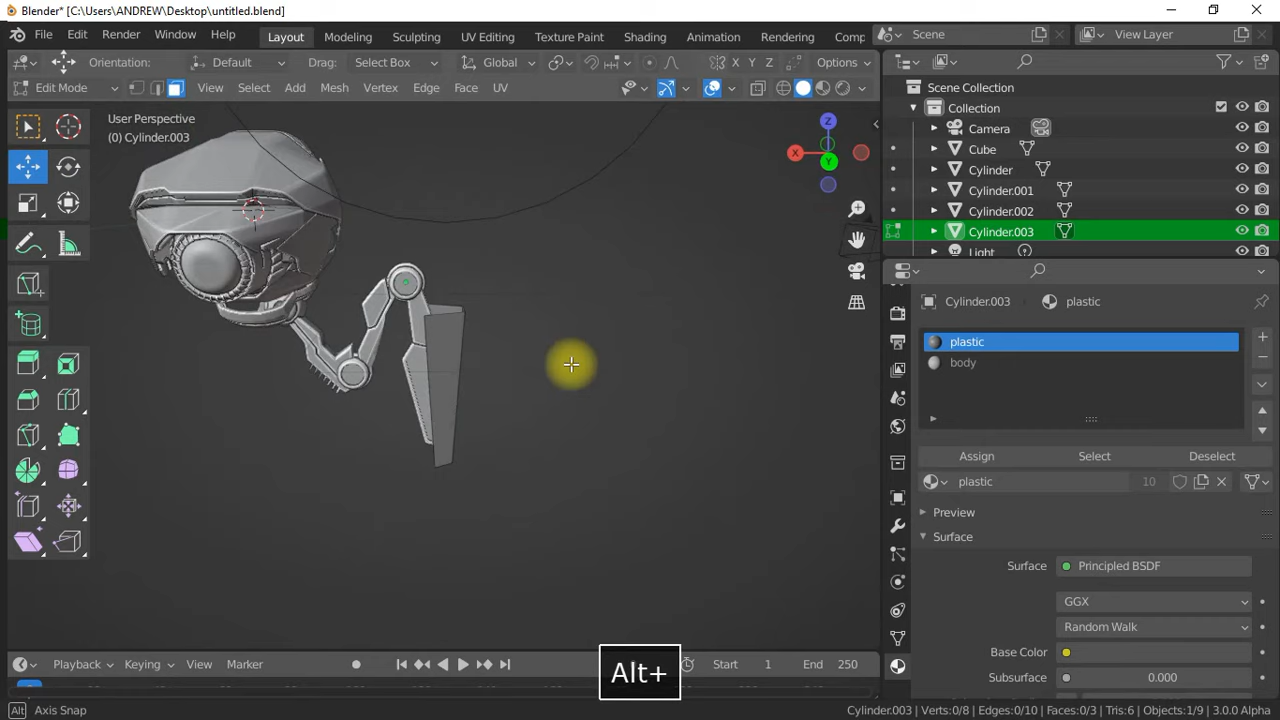 Blender* [C:\Users\ANDREW\Desktop\untitled.blend]
File Edit Render Window Help Layout Modeling Sculpting UV Editing Texture Paint Shading Animation Rendering Comp Scene View Layer
Orientation: Default Drag: Select Box Global X Y Z Options
Edit Mode View Select Add Mesh Vertex Edge Face UV
User Perspective
(0) Cylinder.003
Z
X
Y
Scene Collection
Collection
Camera
Cube
Cylinder
Cylinder.001
Cylinder.002
Cylinder.003
Light
Cylinder.003 plastic
plastic
body
Assign Select Deselect
plastic 10
Preview
Surface
Surface Principled BSDF
GGX
Random Walk
Base Color
Subsurface 0.000
Playback Keying View Marker Start 1 End 250
Alt+
Alt Axis Snap
Cylinder.003 | Verts:0/8 | Edges:0/10 | Faces:0/3 | Tris:6 | Objects:1/9 | 3.0.0 Alpha